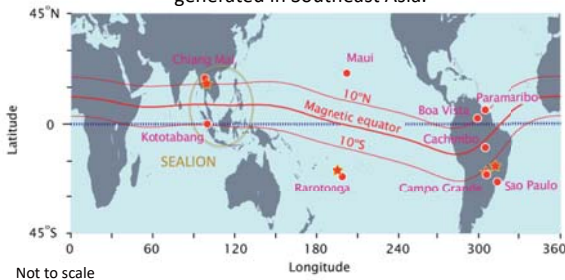 generated in Southeast Asia.
45°N
Chiang Mai
Maui
10°N
Paramaribo
Boa Vista
Magnetic equator
Latitude
0
Cachimbo
Kototabang
10°S
SEALION
Rarotonga
Campo Grande
Sao Paulo
45°S
0 60 120 180 240 300 360
Longitude
Not to scale